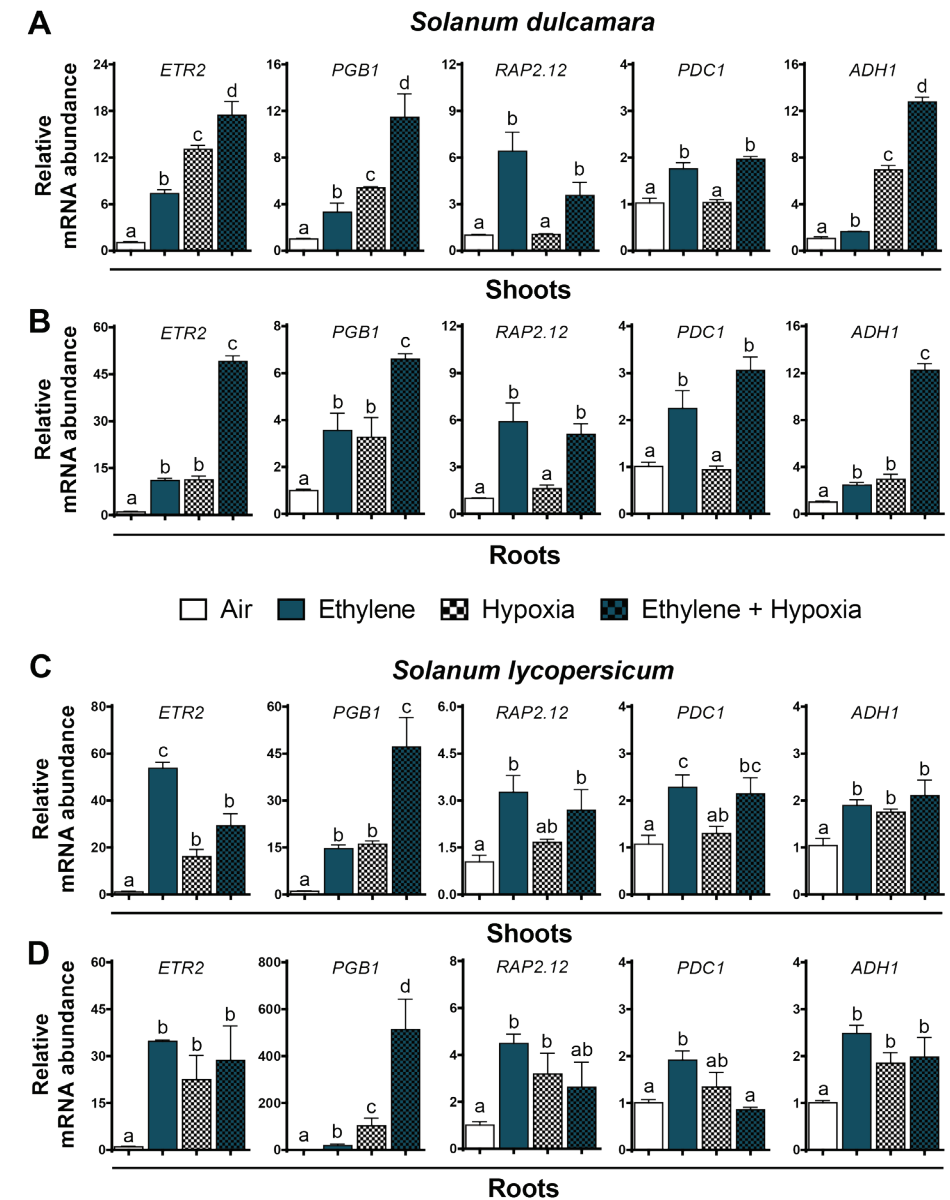 A
Solanum dulcamara
Relative
mRNA abundance
ETR2
24
18
12
6
0
a
b
c
d
PGB1
16
12
8
4
0
a
b
c
d
RAP2.12
12
9
6
3
0
a
b
a
b
PDC1
4
3
2
1
0
a
b
a
b
ADH1
16
12
8
4
0
a
b
c
d
Shoots
B
Relative
mRNA abundance
ETR2
60
45
30
15
0
a
b
b
c
PGB1
8
6
4
2
0
a
b
b
c
RAP2.12
12
9
6
3
0
a
b
a
b
PDC1
4
3
2
1
0
a
b
a
b
ADH1
16
12
8
4
0
a
b
b
c
Roots
Air Ethylene Hypoxia Ethylene + Hypoxia
C
Solanum lycopersicum
Relative
mRNA abundance
ETR2
80
60
40
20
0
a
c
b
b
PGB1
60
45
30
15
0
a
b
b
c
RAP2.12
6.0
4.5
3.0
1.5
0.0
a
b
ab
b
PDC1
4
3
2
1
0
a
c
ab
bc
ADH1
4
3
2
1
0
a
b
b
b
Shoots
D
Relative
mRNA abundance
ETR2
60
45
30
15
0
a
b
b
b
PGB1
800
600
400
200
0
a
b
c
d
RAP2.12
8
6
4
2
0
a
b
b
ab
PDC1
4
3
2
1
0
a
b
ab
a
ADH1
4
3
2
1
0
a
b
b
b
Roots